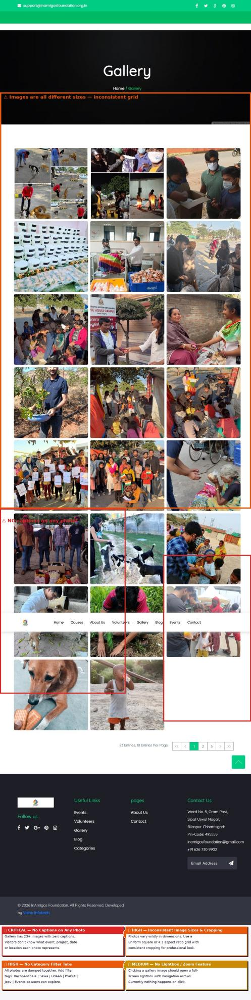 support@inamigosfoundation.org.in
Gallery
Home / Gallery
⚠ Images are all different sizes — inconsistent grid
⚠ NO captions on any photo!
Home Causes About Us Volunteers Gallery Blog Events Contact
23 Entries, 10 Entries Per Page << < 1 2 3 > >>
Follow us
Useful Links
Events
Volunteers
Gallery
Blog
Categories
pages
About Us
Contact
Contact Us
Ward No. 5, Gram Post,
Sipat Ujwal Nagar,
Bilaspur. Chhattisgarh
Pin-Code: 495555
inamigosfoundation@gmail.com
+91 626 730 9902
Email Address
© 2026 InAmigos Foundation. All Rights Reserved. Developed
by Visho Infotech
CRITICAL — No Captions on Any Photo
Gallery has 23+ images with zero captions.
Visitors don't know what event, project, date
or location each photo represents.
HIGH — Inconsistent Image Sizes & Cropping
Photos vary wildly in dimensions. Use a
uniform square or 4:3 aspect ratio grid with
consistent cropping for professional look.
HIGH — No Category Filter Tabs
All photos are dumped together. Add filter
tags: Bachpanshala | Sewa | Udaan | Prakriti |
Jeev | Events so users can explore.
MEDIUM — No Lightbox / Zoom Feature
Clicking a gallery image should open a full-
screen lightbox with navigation arrows.
Currently nothing happens on click.